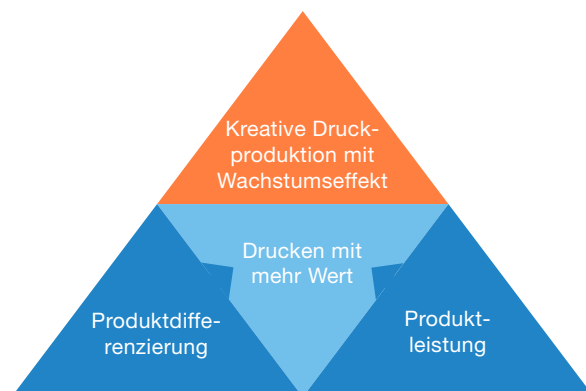 Kreative Druck-
produktion mit
Wachstumseffekt
Drucken mit
mehr Wert
Produktdiffe-
renzierung
Produkt-
leistung